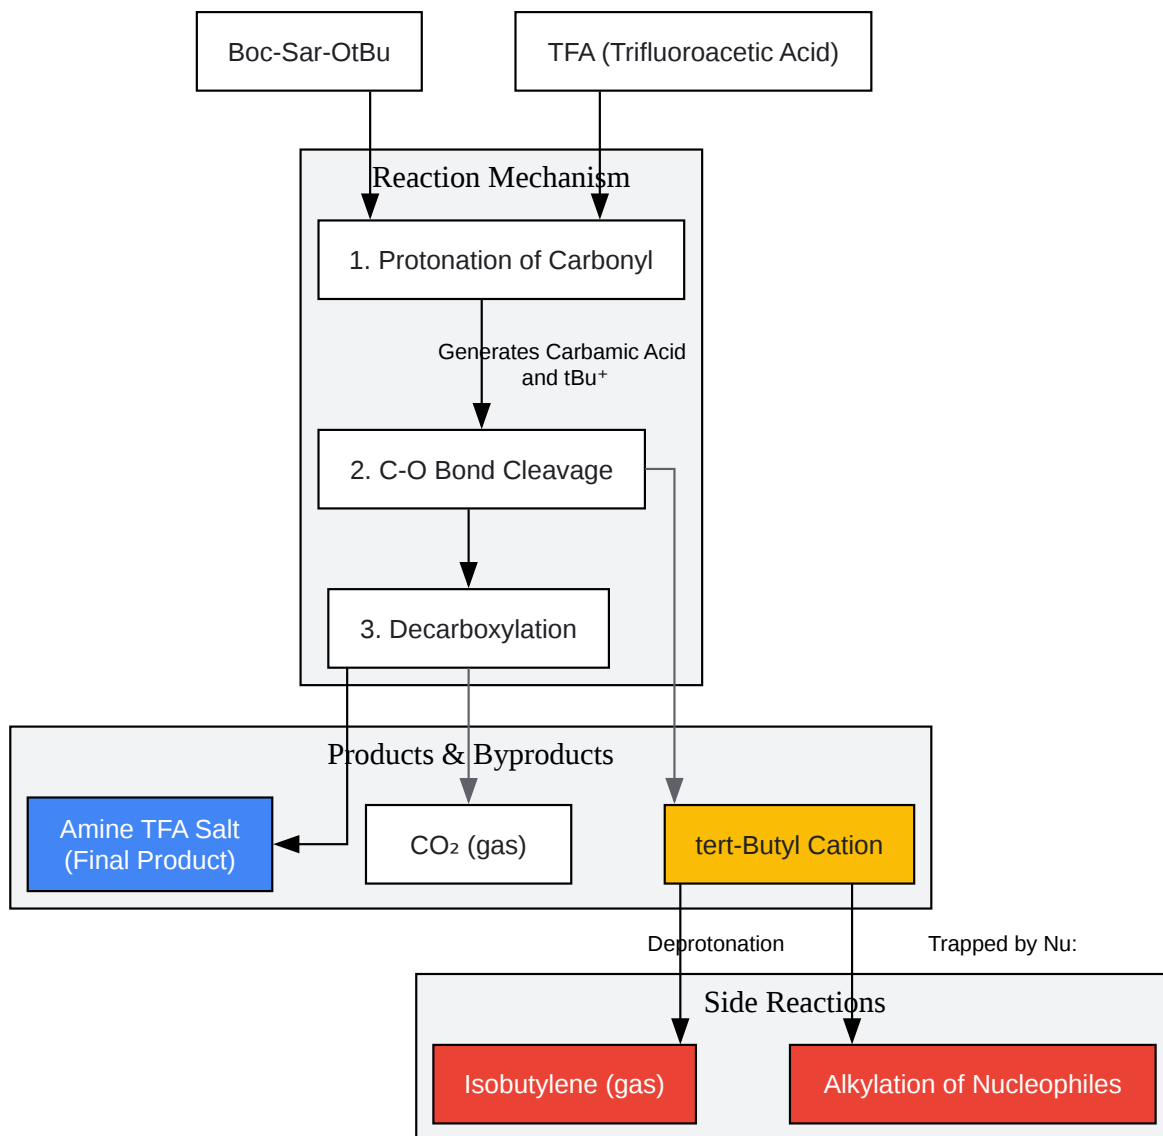 Boc-Sar-OtBu
TFA (Trifluoroacetic Acid)
Reaction Mechanism
1. Protonation of Carbonyl
Generates Carbamic Acid
and tBu⁺
2. C-O Bond Cleavage
3. Decarboxylation
Products & Byproducts
Amine TFA Salt
(Final Product)
CO₂ (gas)
tert-Butyl Cation
Deprotonation
Trapped by Nu:
Side Reactions
Isobutylene (gas)
Alkylation of Nucleophiles